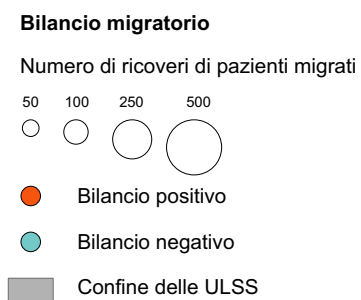 Bilancio migratorio
Numero di ricoveri di pazienti migrati
50 100 250 500
Bilancio positivo
Bilancio negativo
Confine delle ULSS